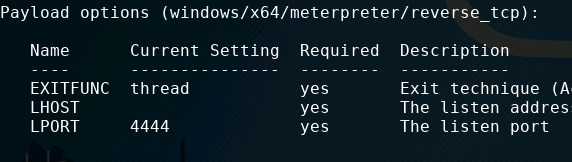 Payload options (windows/x64/meterpreter/reverse_tcp):
Name Current Setting Required Description
---- --------------- -------- -----------
EXITFUNC thread yes Exit technique (A
LHOST yes The listen addres
LPORT 4444 yes The listen port